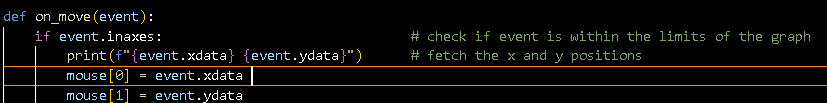 def on_move(event):
    if event.inaxes:                                # check if event is within the limits of the graph
        print(f"{event.xdata} {event.ydata}")       # fetch the x and y positions
        mouse[0] = event.xdata
        mouse[1] = event.ydata